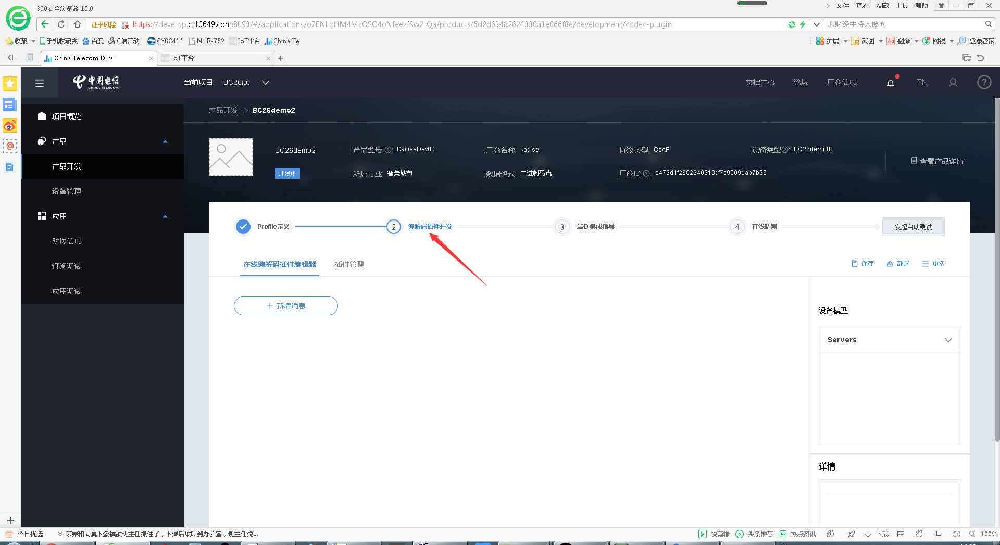 360安全浏览器 10.0
文件 查看 收藏 工具 帮助
证书风险 https://develop.ct10649.com:8093/#/applications/o7ENLbHM4McOSO4oNfeezfSw2_Qa/products/5d2d63482624330a1e066f8e/development/codec-plugin
原财经主持人被拘
收藏 手机收藏夹 百度 C语言动 CY8C414 NHR-762 IoT平台 China Te
扩展 截图 Aa 翻译 网银 登录管家
China Telecom DEV
IoT平台
中国电信
CHINA TELECOM
当前项目: BC26iot
文档中心 论坛 厂商信息 EN
项目概览
产品
产品开发
设备管理
应用
对接信息
订阅调试
应用调试
产品开发 > BC26demo2
BC26demo2
开发中
产品型号 ?: KaciseDev00
厂商名称: kacise
协议类型: CoAP
设备类型?: BC26demo00
所属行业: 智慧城市
数据格式: 二进制码流
厂商ID ?: e472d1f2662940319cf7c9009dab7b36
查看产品详情
Profile定义
2 编解码插件开发
3 端侧集成指导
4 在线调测
发起自助测试
在线编解码插件编辑器 插件管理
保存 部署 更多
+ 新增消息
设备模型
Servers
详情
今日优选
表弟和同桌下象棋被班主任抓住了，下课后被叫到办公室，班主任说...
快剪辑 头条推荐 热点资讯 下载 100%